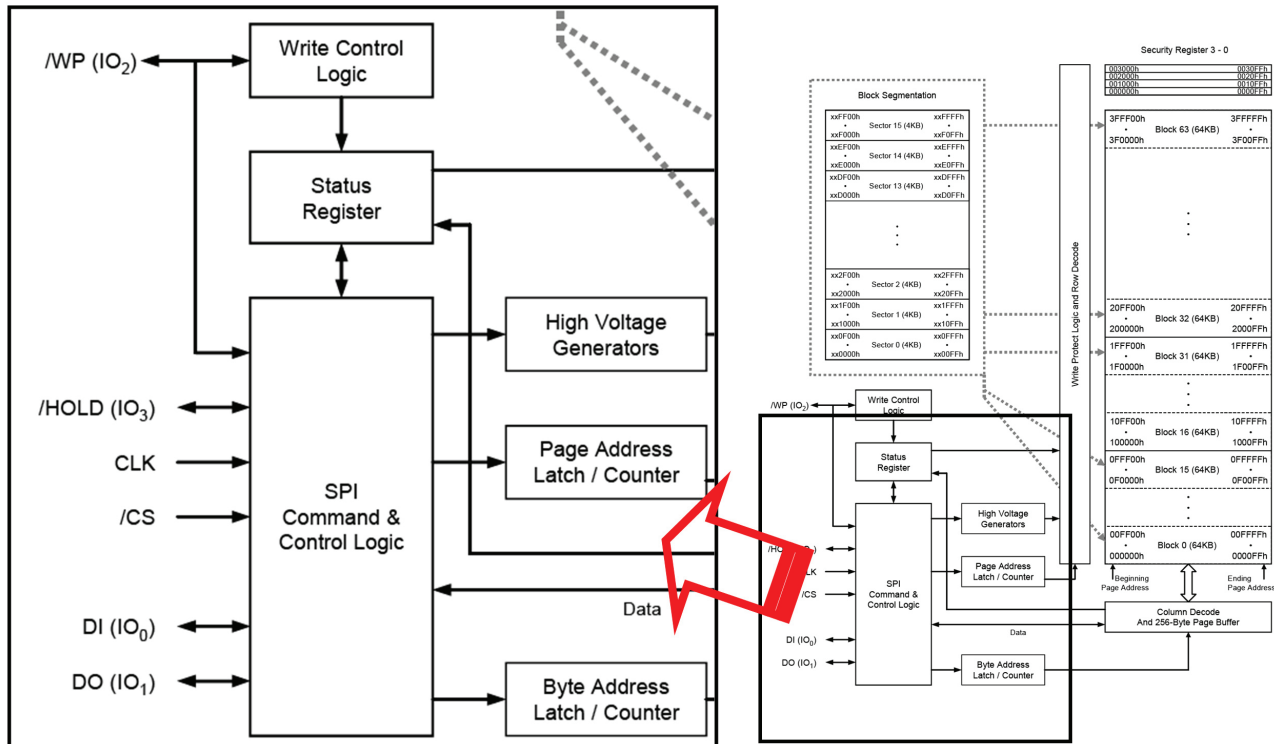 /WP (IO2)
Write Control
Logic
Status
Register
High Voltage
Generators
/HOLD (IO3)
Page Address
Latch / Counter
CLK
/CS
SPI
Command &
Control Logic
Data
DI (IO0)
DO (IO1)
Byte Address
Latch / Counter
Block Segmentation
xxFF00h xxFFFFh
• Sector 15 (4KB) •
xxF000h xxF0FFh
xxEF00h xxEFFFh
• Sector 14 (4KB) •
xxE000h xxE0FFh
xxDF00h xxDFFFh
• Sector 13 (4KB) •
xxD000h xxD0FFh
xx2F00h xx2FFFh
• Sector 2 (4KB) •
xx2000h xx20FFh
xx1F00h xx1FFFh
• Sector 1 (4KB) •
xx1000h xx10FFh
xx0F00h xx0FFFh
• Sector 0 (4KB) •
xx0000h xx00FFh
Write Protect Logic and Row Decode
Security Register 3 - 0
003000h 0030FFh
002000h 0020FFh
001000h 0010FFh
000000h 0000FFh
3FFF00h 3FFFFFh
• Block 63 (64KB) •
3F0000h 3F00FFh
20FF00h 20FFFFh
• Block 32 (64KB) •
200000h 2000FFh
1FFF00h 1FFFFFh
• Block 31 (64KB) •
1F0000h 1F00FFh
10FF00h 10FFFFh
• Block 16 (64KB) •
100000h 1000FFh
0FFF00h 0FFFFFh
• Block 15 (64KB) •
0F0000h 0F00FFh
00FF00h 00FFFFh
• Block 0 (64KB) •
000000h 0000FFh
Beginning
Page Address
Ending
Page Address
Column Decode
And 256-Byte Page Buffer
/WP (IO2)
Write Control
Logic
Status
Register
High Voltage
Generators
Page Address
Latch / Counter
/CS
SPI
Command &
Control Logic
Data
DI (IO0)
DO (IO1)
Byte Address
Latch / Counter